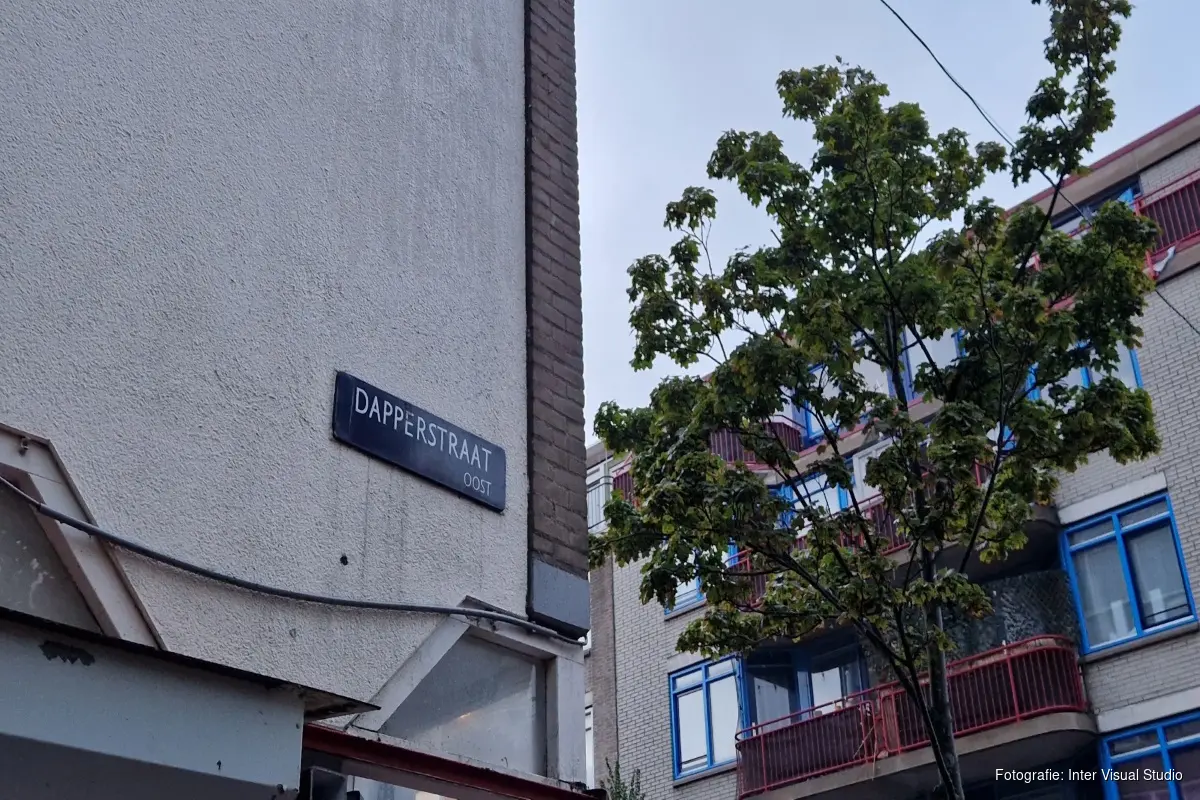 DAPPERSTRAAT
OOST
Fotografie: Inter Visual Studio